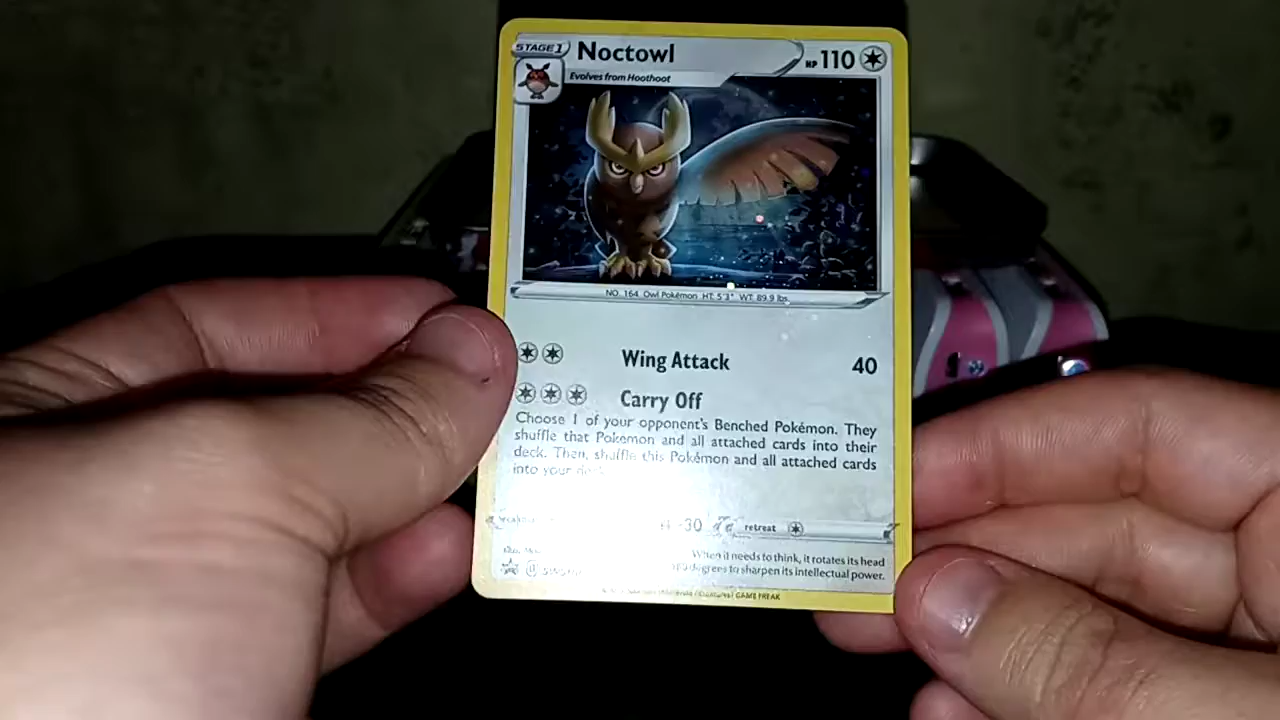 STAGE 1
Noctowl
HP 110
Evolves from Hoothoot
NO. 164 Owl Pokémon HT: 5'3" WT: 89.9 lbs.
Wing Attack 40
Carry Off
Choose 1 of your opponent's Benched Pokémon. They
shuffle that Pokémon and all attached cards into their
deck. Then, shuffle this Pokémon and all attached cards
into your
-30 retreat
When it needs to think, it rotates its head
degrees to sharpen its intellectual power.
GAME FREAK